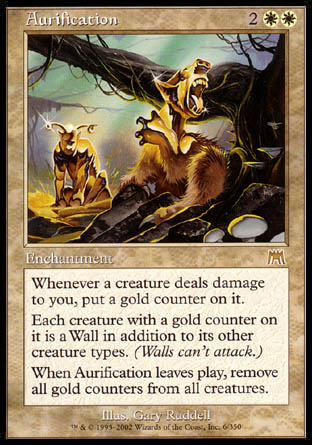 Aurification 2
Enchantment
Whenever a creature deals damage
to you, put a gold counter on it.
Each creature with a gold counter on
it is a Wall in addition to its other
creature types. (Walls can't attack.)
When Aurification leaves play, remove
all gold counters from all creatures.
Illus. Gary Ruddell
™ & © 1993-2002 Wizards of the Coast, Inc. 6/350